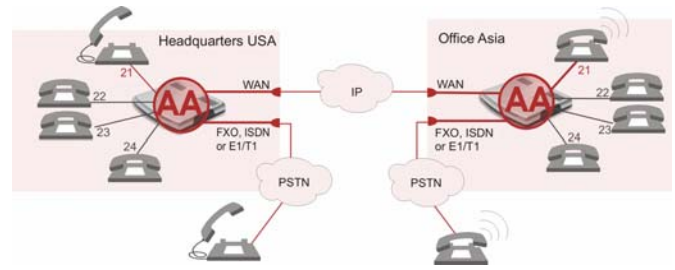 Headquarters USA
21
22
23
24
AA
WAN
FXO, ISDN
or E1/T1
PSTN
IP
Office Asia
WAN
FXO, ISDN
or E1/T1
PSTN
AA
21
22
23
24